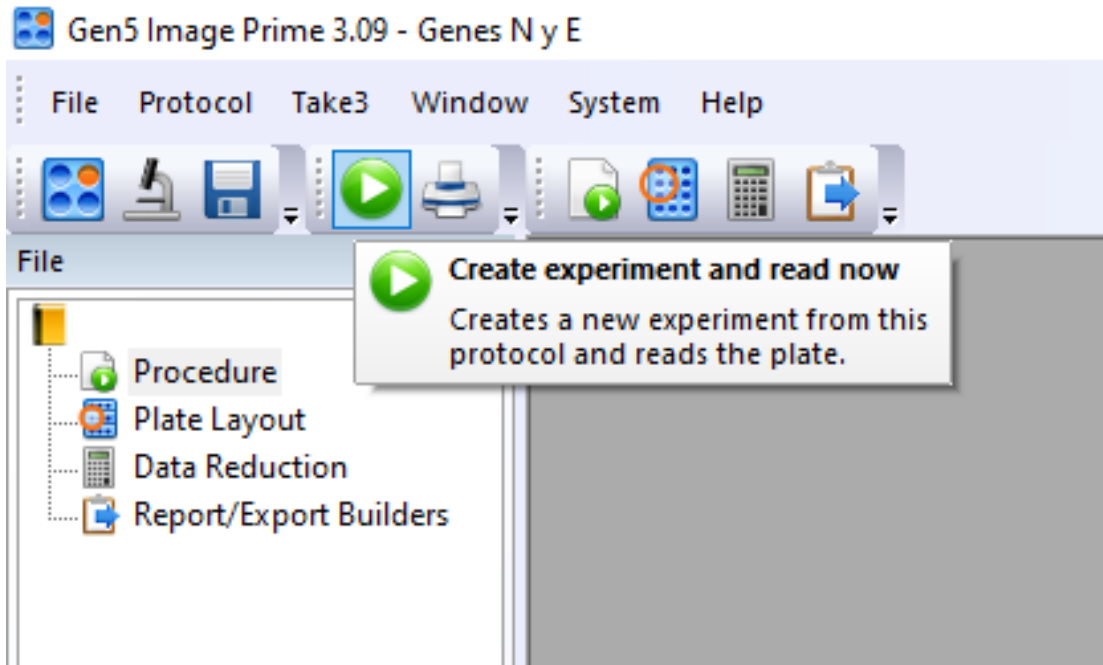 Gen5 Image Prime 3.09 - Genes N y E
File Protocol Take3 Window System Help
File
Create experiment and read now
Creates a new experiment from this
protocol and reads the plate.
Procedure
Plate Layout
Data Reduction
Report/Export Builders